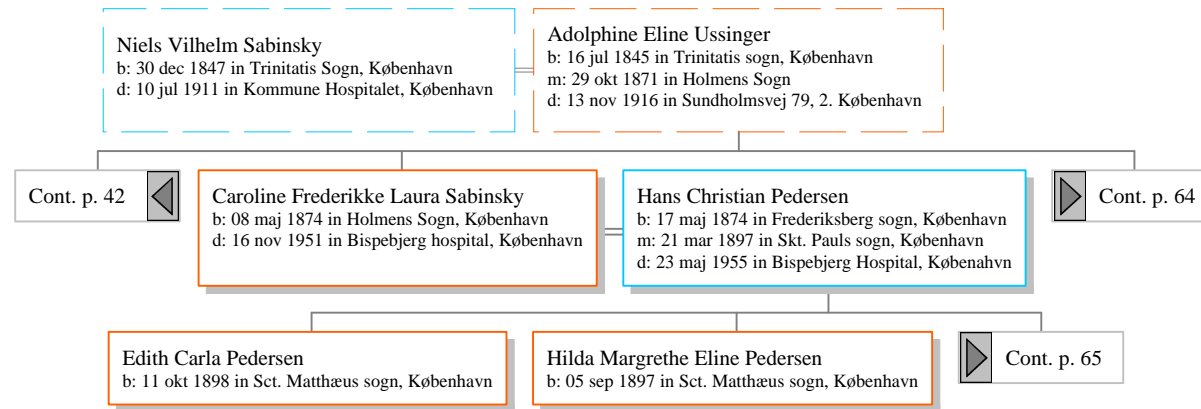 Niels Vilhelm Sabinsky
b: 30 dec 1847 in Trinitatis Sogn, København
d: 10 jul 1911 in Kommune Hospitalet, København
Adolphine Eline Ussinger
b: 16 jul 1845 in Trinitatis sogn, København
m: 29 okt 1871 in Holmens Sogn
d: 13 nov 1916 in Sundholmsvej 79, 2. København
Cont. p. 42
Caroline Frederikke Laura Sabinsky
b: 08 maj 1874 in Holmens Sogn, København
d: 16 nov 1951 in Bispebjerg hospital, København
Hans Christian Pedersen
b: 17 maj 1874 in Frederiksberg sogn, København
m: 21 mar 1897 in Skt. Pauls sogn, København
d: 23 maj 1955 in Bispebjerg Hospital, Købenahvn
Cont. p. 64
Edith Carla Pedersen
b: 11 okt 1898 in Sct. Matthæus sogn, København
Hilda Margrethe Eline Pedersen
b: 05 sep 1897 in Sct. Matthæus sogn, København
Cont. p. 65